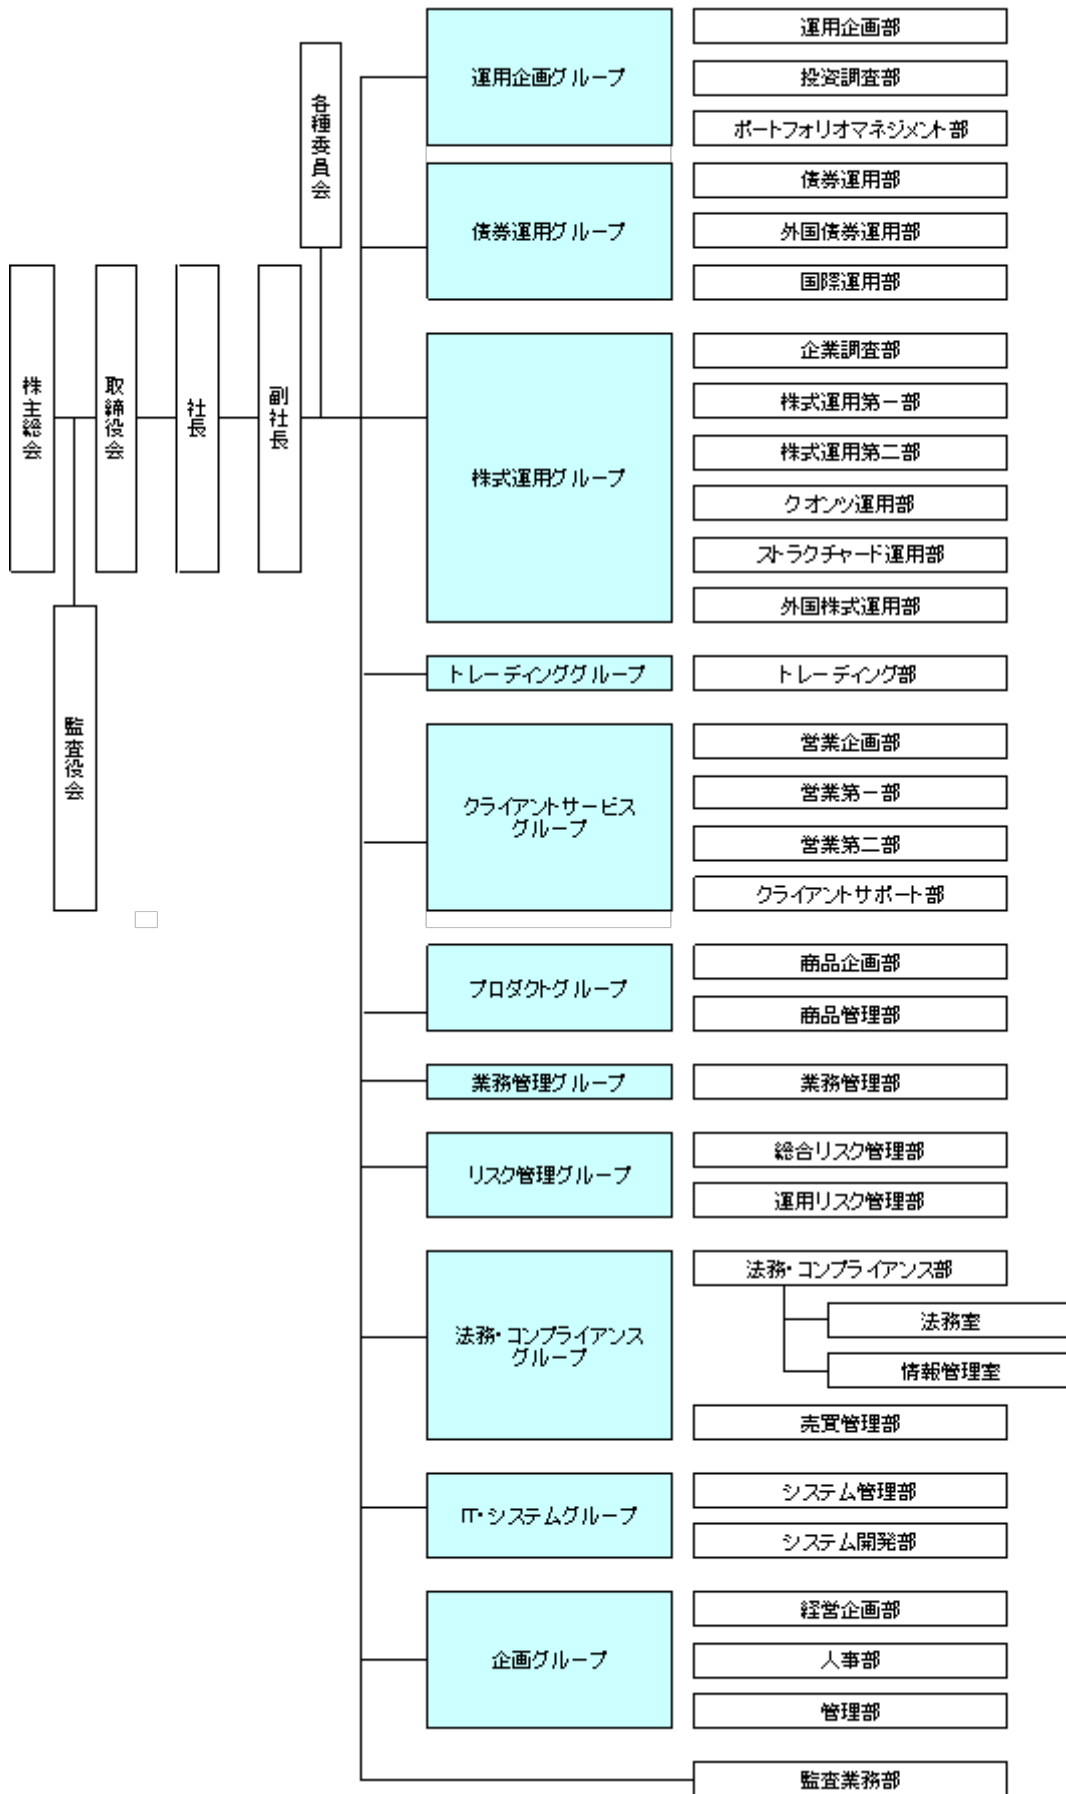 株主総会
監査役会
取締役会
社長
副社長
各種委員会
運用企画グループ
運用企画部
投資調査部
ポートフォリオマネジメント部
債券運用グループ
債券運用部
外国債券運用部
国際運用部
株式運用グループ
企業調査部
株式運用第一部
株式運用第二部
クオンツ運用部
ストラクチャード運用部
外国株式運用部
トレーディンググループ
トレーディング部
クライアントサービス
グループ
営業企画部
営業第一部
営業第二部
クライアントサポート部
プロダクトグループ
商品企画部
商品管理部
業務管理グループ
業務管理部
リスク管理グループ
総合リスク管理部
運用リスク管理部
法務・コンプライアンス
グループ
法務・コンプライアンス部
法務室
情報管理室
売買管理部
IT・システムグループ
システム管理部
システム開発部
企画グループ
経営企画部
人事部
管理部
監査業務部